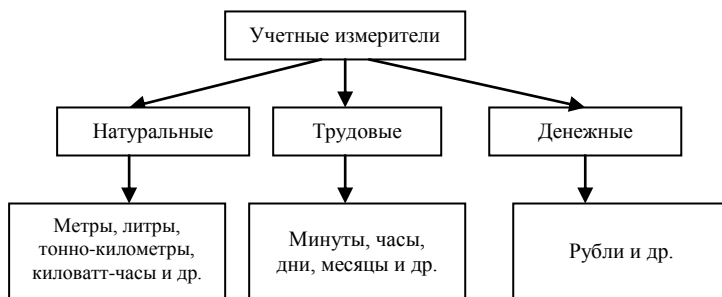 Учетные измерители
Натуральные
Трудовые
Денежные
Метры, литры,
тонно-километры,
киловатт-часы и др.
Минуты, часы,
дни, месяцы и др.
Рубли и др.